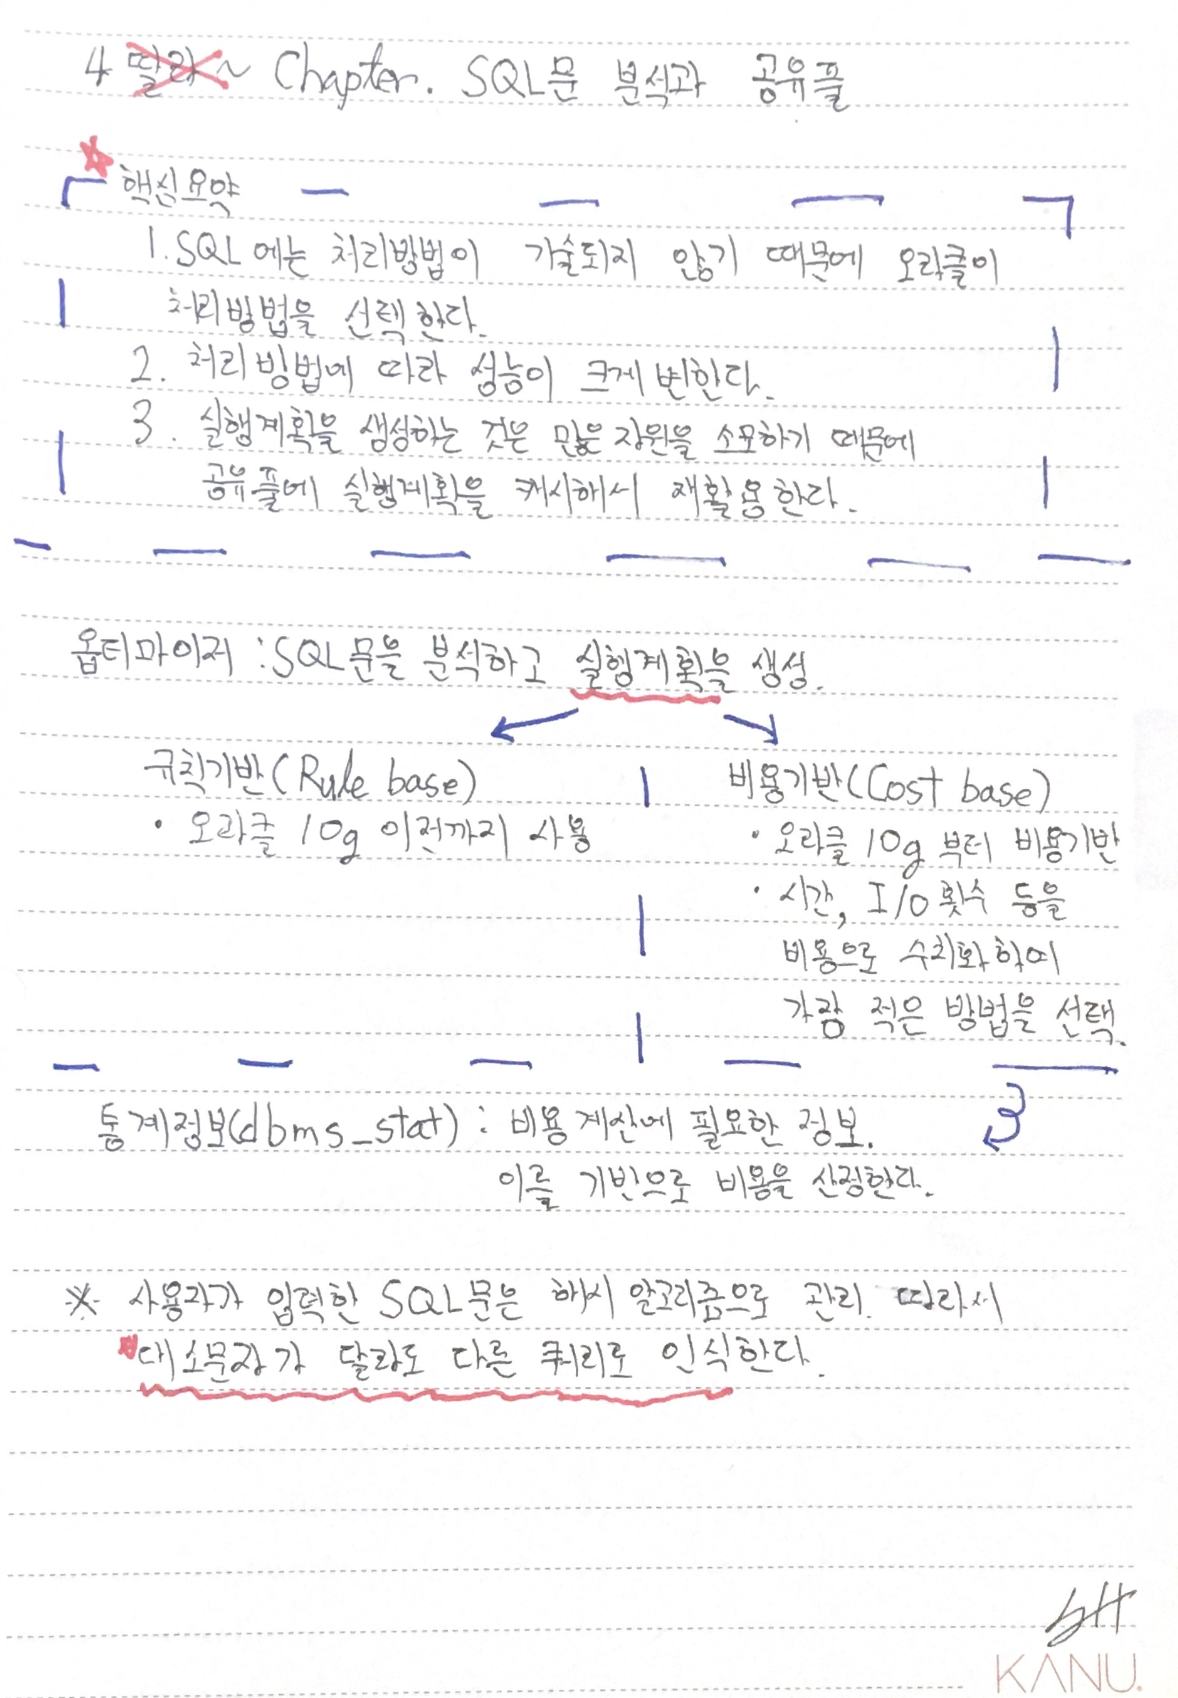 4 ~ Chapter. SQL문 분석과 공유풀
핵심요약
1. SQL에는 처리방법이 기술되지 않기 때문에 오라클이
처리방법을 선택한다.
2. 처리방법에 따라 성능이 크게 변한다.
3. 실행계획을 생성하는 것은 많은 자원을 소모하기 때문에
공유풀에 실행계획을 캐시해서 재활용한다.
옵티마이저 : SQL문을 분석하고 실행계획을 생성.
규칙기반(Rule base)
• 오라클 10g 이전까지 사용
비용기반(Cost base)
• 오라클 10g 부터 비용기반
• 시간, I/O 횟수 등을
비용으로 수치화하여
가장 적은 방법을 선택.
통계정보(dbms_stat) : 비용 계산에 필요한 정보.
이를 기반으로 비용을 산정한다.
※ 사용자가 입력한 SQL문은 해시 알고리즘으로 관리. 따라서
대소문자가 달라도 다른 쿼리로 인식한다.
KANU.